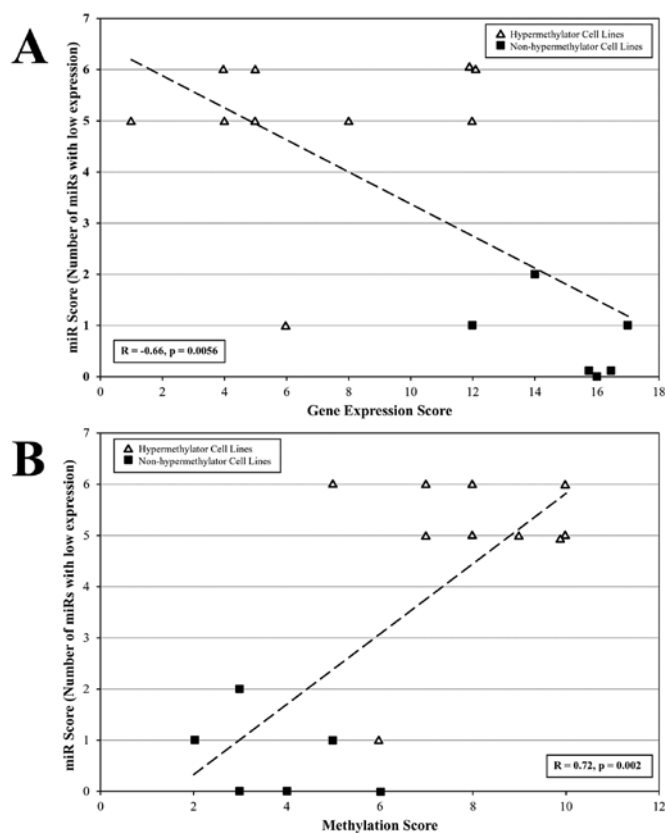 A
7
6
5
4
3
2
1
0
miR Score (Number of miRs with low expression)
Hypermethylator Cell Lines
Non-hypermethylator Cell Lines
R = -0.66, p = 0.0056
0 2 4 6 8 10 12 14 16 18
Gene Expression Score
B
7
6
5
4
3
2
1
0
miR Score (Number of miRs with low expression)
Hypermethylator Cell Lines
Non-hypermethylator Cell Lines
R = 0.72, p = 0.002
0 2 4 6 8 10 12
Methylation Score